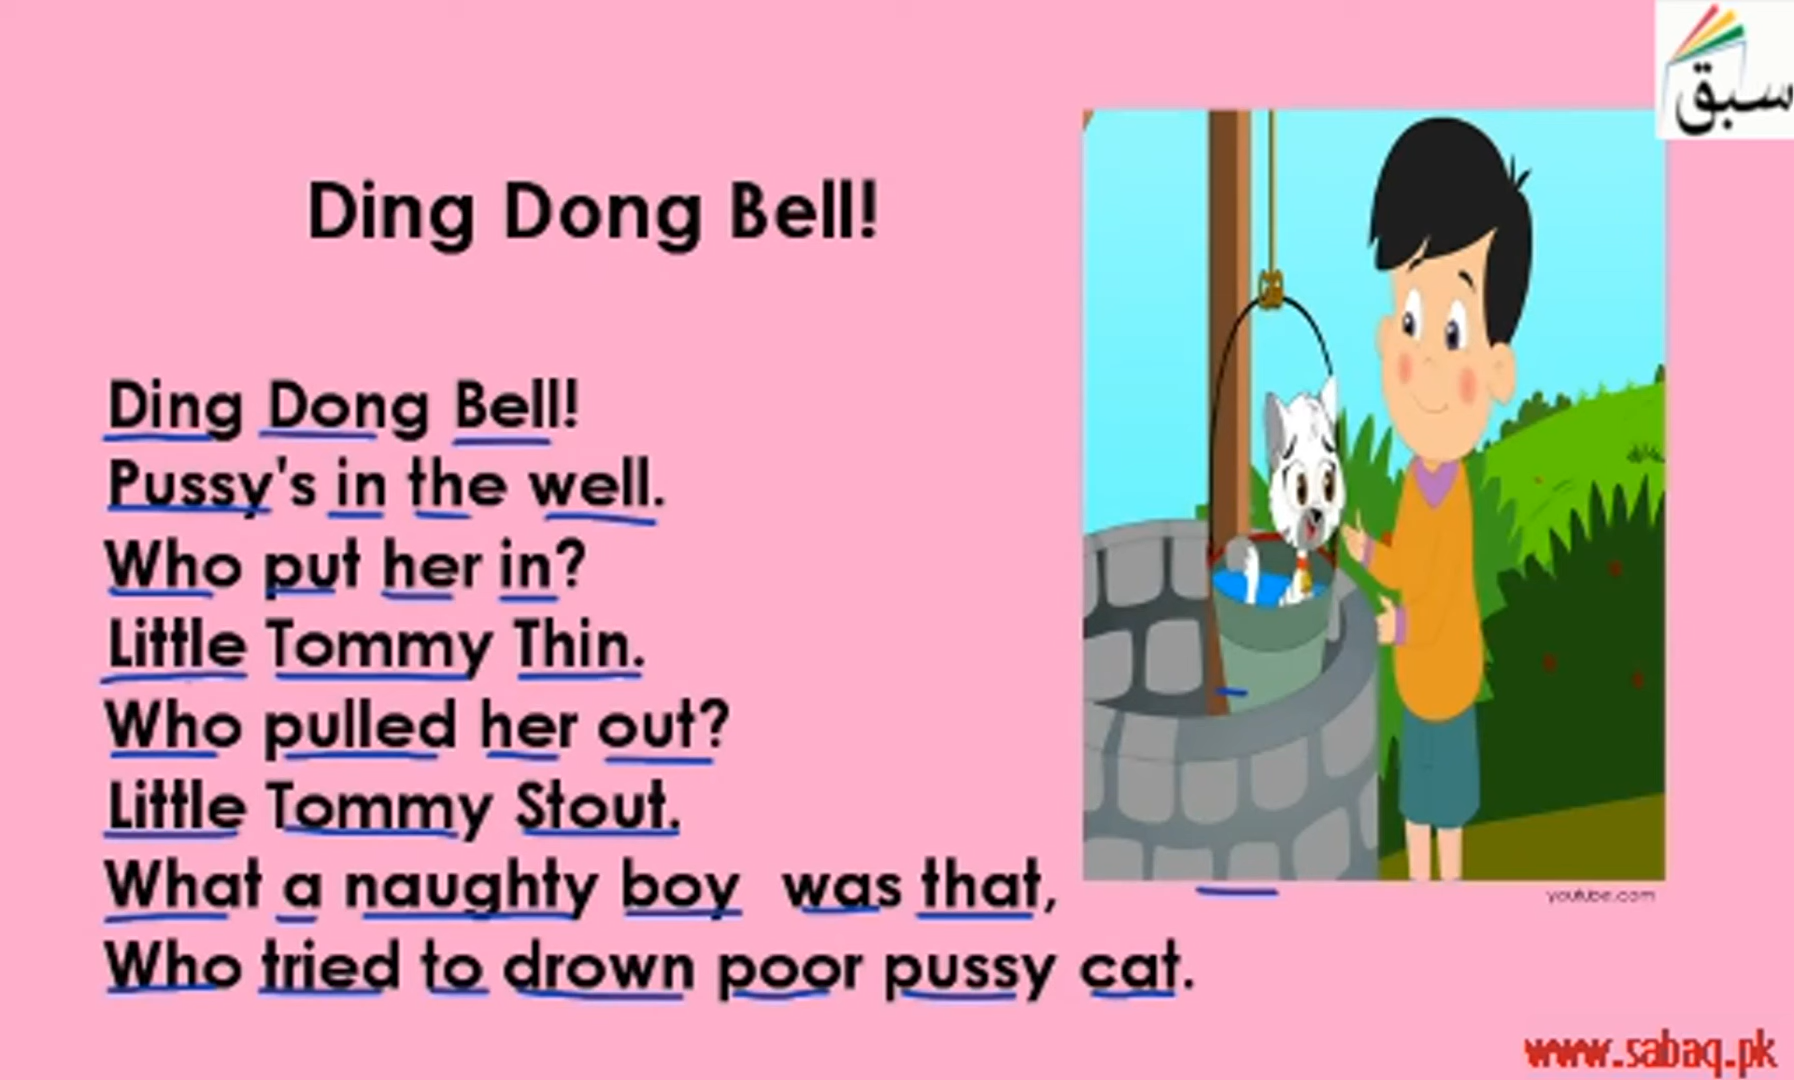 سبق
Ding Dong Bell!
Ding Dong Bell!
Pussy's in the well.
Who put her in?
Little Tommy Thin.
Who pulled her out?
Little Tommy Stout.
What a naughty boy was that,
Who tried to drown poor pussy cat.
youtube.com
www.sabaq.pk